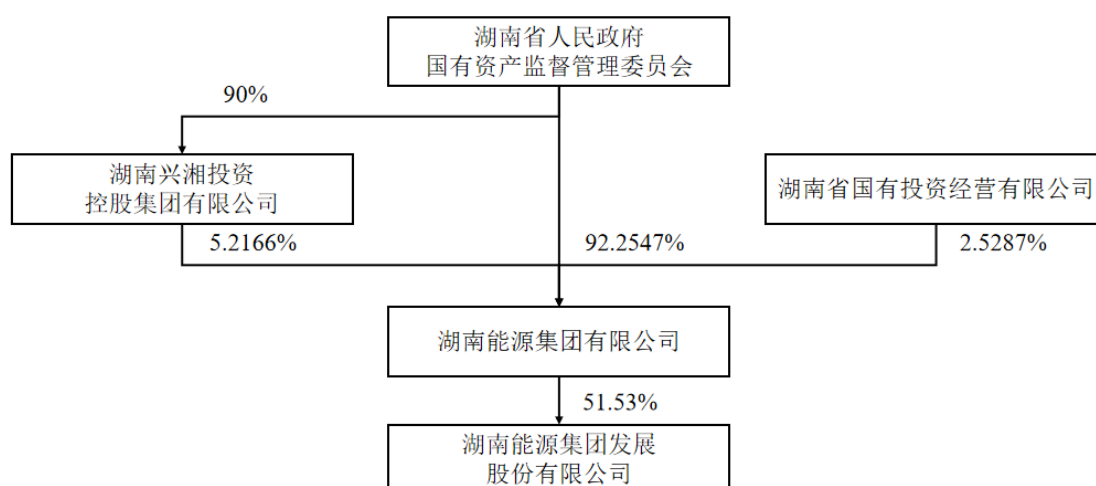 湖南省人民政府
国有资产监督管理委员会
90%
湖南兴湘投资
控股集团有限公司
湖南省国有投资经营有限公司
5.2166%
92.2547%
2.5287%
湖南能源集团有限公司
51.53%
湖南能源集团发展
股份有限公司